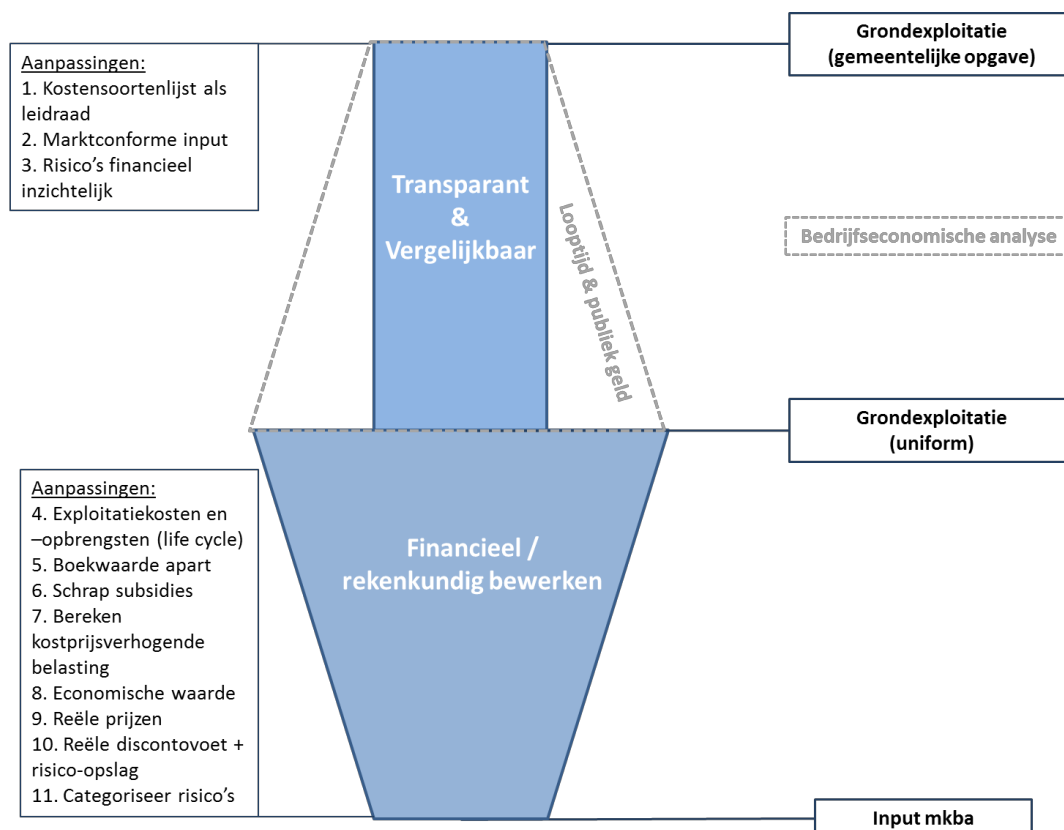 Grondexploitatie
(gemeentelijke opgave)
Aanpassingen:
1. Kostensoortenlijst als
leidraad
2. Marktconforme input
3. Risico's financieel
inzichtelijk
Transparant
&
Vergelijkbaar
Looptijd & publiek geld
Bedrijfseconomische analyse
Grondexploitatie
(uniform)
Aanpassingen:
4. Exploitatiekosten en
–opbrengsten (life cycle)
5. Boekwaarde apart
6. Schrap subsidies
7. Bereken
kostprijsverhogende
belasting
8. Economische waarde
9. Reële prijzen
10. Reële discontovoet +
risico-opslag
11. Categoriseer risico's
Financieel /
rekenkundig bewerken
Input mkba